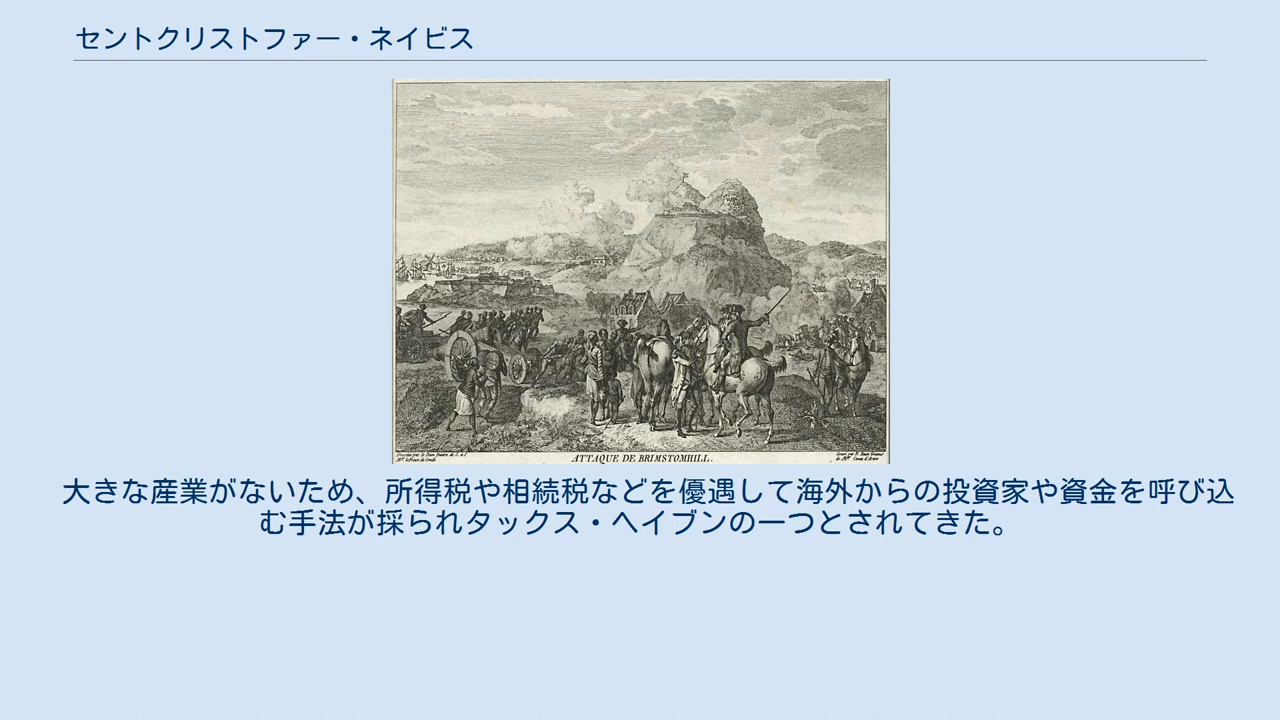 セントクリストファー・ネイビス
ATTAQUE DE BRIMSTOMHILL.
大きな産業がないため、所得税や相続税などを優遇して海外からの投資家や資金を呼び込
む手法が採られタックス・ヘイブンの一つとされてきた。